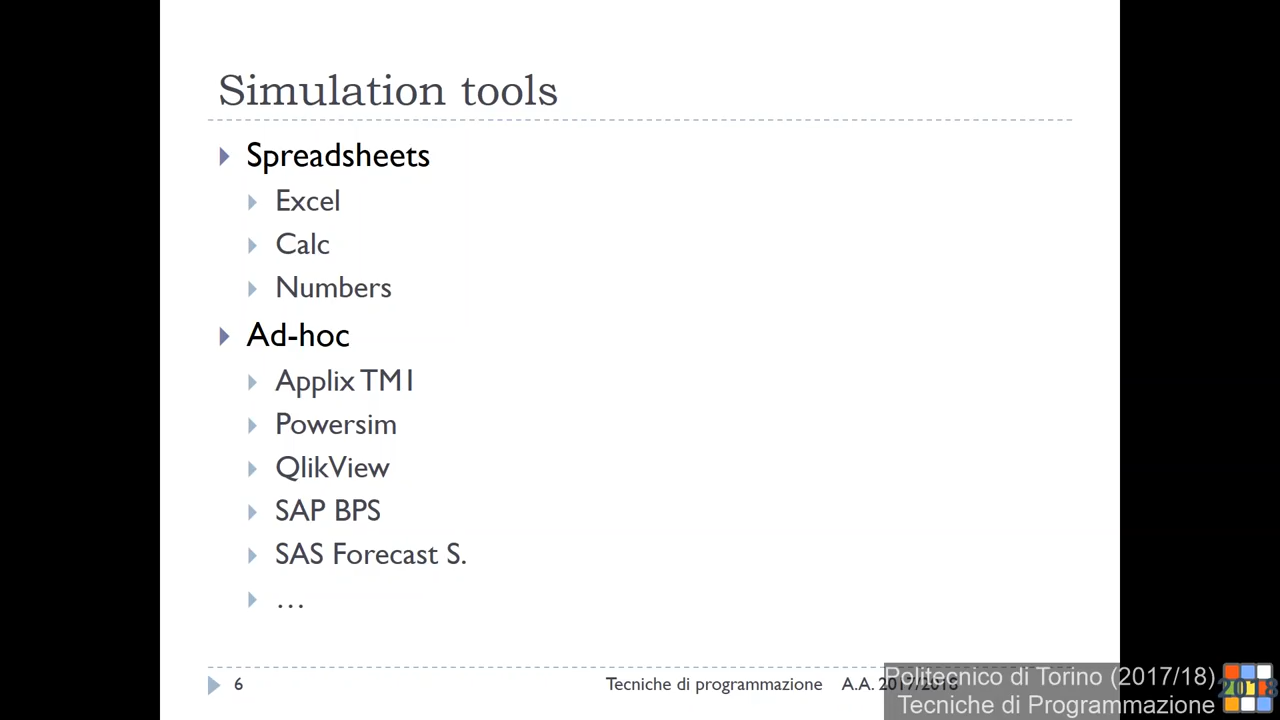 Simulation tools
Spreadsheets
Excel
Calc
Numbers
Ad-hoc
Applix TM1
Powersim
QlikView
SAP BPS
SAS Forecast S.
...
6 Tecniche di programmazione A.A. 2017/2018
Politecnico di Torino (2017/18)
Tecniche di Programmazione
2018